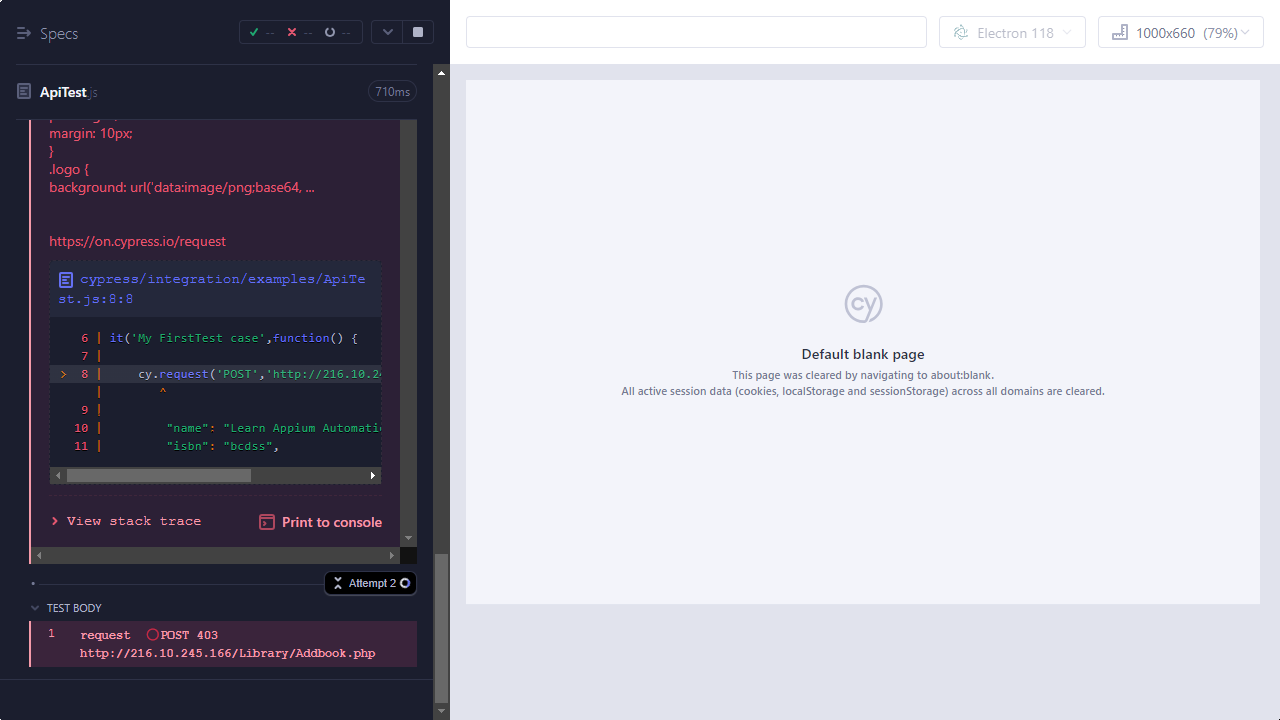 Specs
--
--
--
Electron 118
1000x660 (79%)
ApiTest.js
710ms
margin: 10px;
}
.logo {
background: url('data:image/png;base64, ...
https://on.cypress.io/request
cypress/integration/examples/ApiTe
st.js:8:8
6 | it('My FirstTest case',function() {
7 |
> 8 |     cy.request('POST','http://216.10.24
|        ^
9 |
10 |         "name": "Learn Appium Automatio
11 |         "isbn": "bcdss",
View stack trace
Print to console
Attempt 2
TEST BODY
1 request POST 403
http://216.10.245.166/Library/Addbook.php
cy
Default blank page
This page was cleared by navigating to about:blank.
All active session data (cookies, localStorage and sessionStorage) across all domains are cleared.